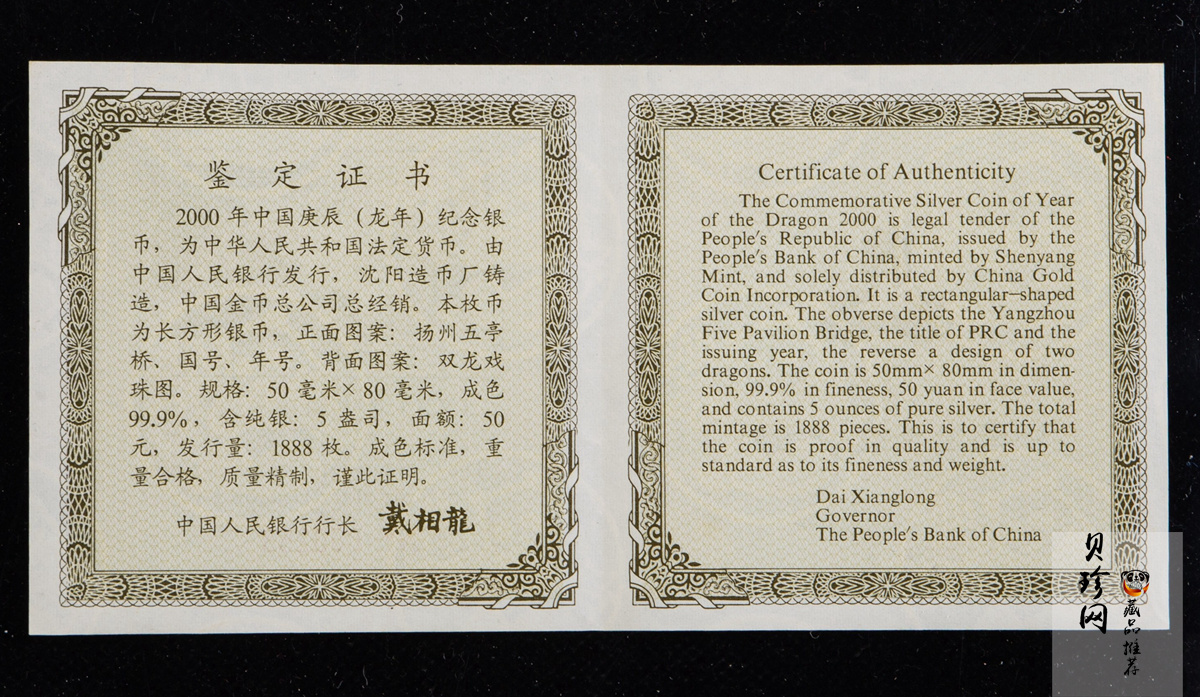 鉴定证书
2000年中国庚辰（龙年）纪念银
币，为中华人民共和国法定货币。由
中国人民银行发行，沈阳造币厂铸
造，中国金币总公司总经销。本枚币
为长方形银币，正面图案：扬州五亭
桥、国号、年号。背面图案：双龙戏
珠图。规格：50毫米×80毫米，成色
99.9%，含纯银：5盎司，面额：50
元，发行量：1888枚。成色标准，重
量合格，质量精制，谨此证明。
中国人民银行行长 戴相龍
Certificate of Authenticity
The Commemorative Silver Coin of Year
of the Dragon 2000 is legal tender of the
People's Republic of China, issued by the
People's Bank of China, minted by Shenyang
Mint, and solely distributed by China Gold
Coin Incorporation. It is a rectangular-shaped
silver coin. The obverse depicts the Yangzhou
Five Pavilion Bridge, the title of PRC and the
issuing year, the reverse a design of two
dragons. The coin is 50mm× 80mm in dimen-
sion, 99.9% in fineness, 50 yuan in face value,
and contains 5 ounces of pure silver. The total
mintage is 1888 pieces. This is to certify that
the coin is proof in quality and is up to
standard as to its fineness and weight.
Dai Xianglong
Governor
The People's Bank of China
贝珍网
藏品推荐